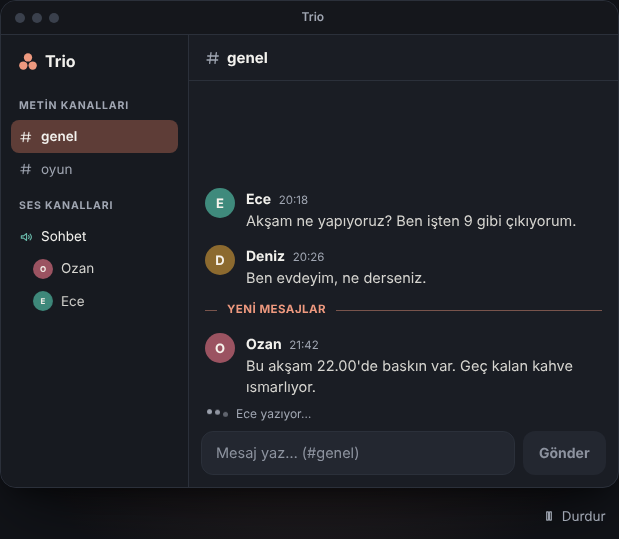 Trio
Trio
METİN KANALLARI
# genel
# oyun
SES KANALLARI
Sohbet
O Ozan
E Ece
# genel
E
Ece 20:18
Akşam ne yapıyoruz? Ben işten 9 gibi çıkıyorum.
D
Deniz 20:26
Ben evdeyim, ne derseniz.
YENİ MESAJLAR
O
Ozan 21:42
Bu akşam 22.00'de baskın var. Geç kalan kahve
ısmarlıyor.
Ece yazıyor...
Mesaj yaz... (#genel)
Gönder
Durdur